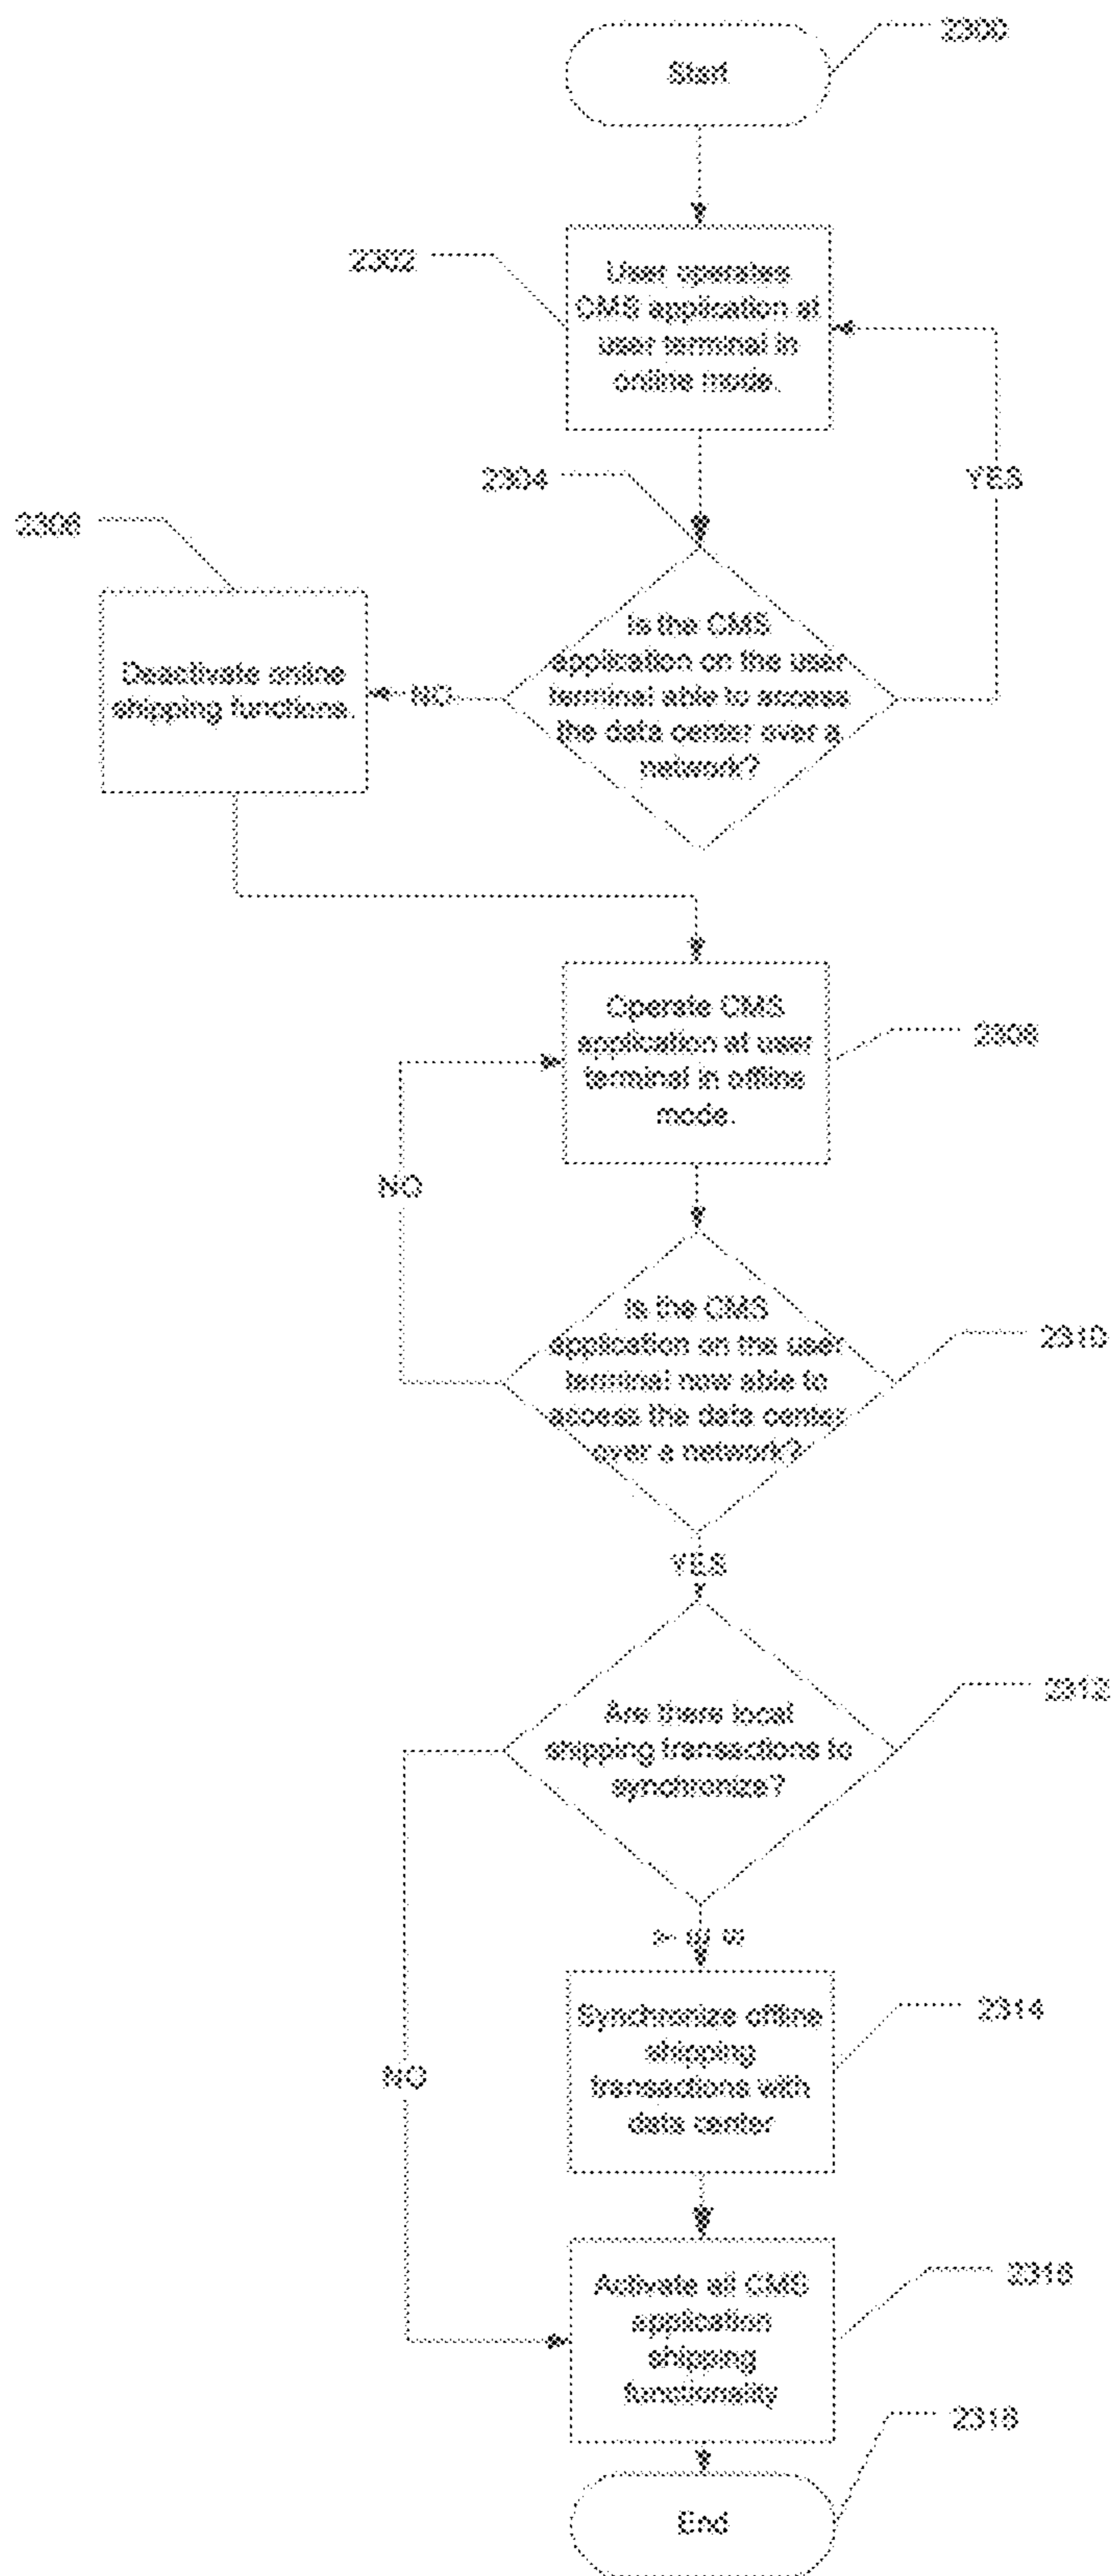 Start
2300
2302
User operates
CMS application at
user terminal in
online mode.
2304
YES
2306
Is the CMS
application on the user
terminal able to access
the data center over a
network?
NO
Deactivate online
shipping functions.
Operate CMS
application at user
terminal in offline
mode.
2308
NO
Is the CMS
application on the user
terminal now able to
access the data center
over a network?
2310
YES
Are there local
shipping transactions to
synchronize?
2312
YES
Synchronize offline
shipping
transactions with
data center
2314
NO
Activate all CMS
application
shipping
functionality
2316
2318
End